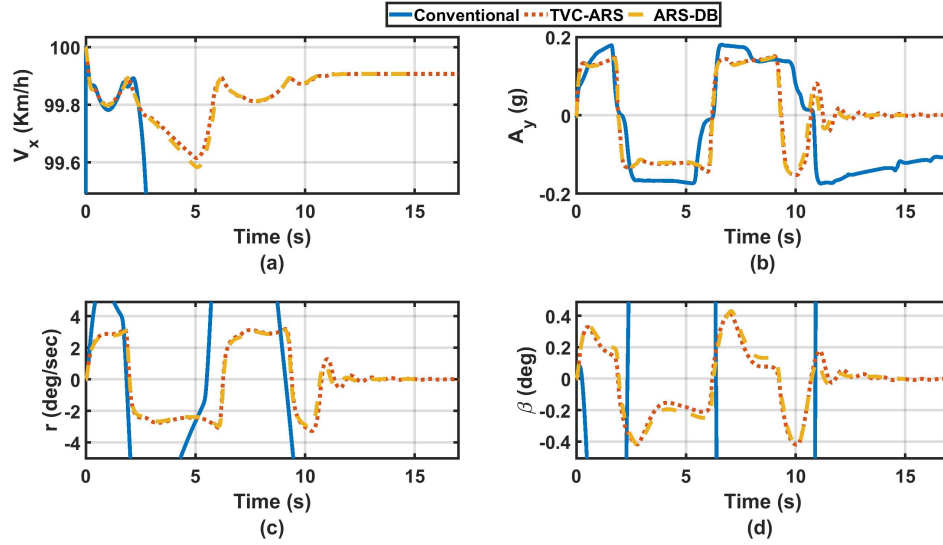 Conventional TVC-ARS ARS-DB
100
99.8
99.6
V_x (Km/h)
0 5 10 15
Time (s)
(a)
0.2
0
-0.2
A_y (g)
0 5 10 15
Time (s)
(b)
4
2
0
-2
-4
r (deg/sec)
0 5 10 15
Time (s)
(c)
0.4
0.2
0
-0.2
-0.4
β (deg)
0 5 10 15
Time (s)
(d)